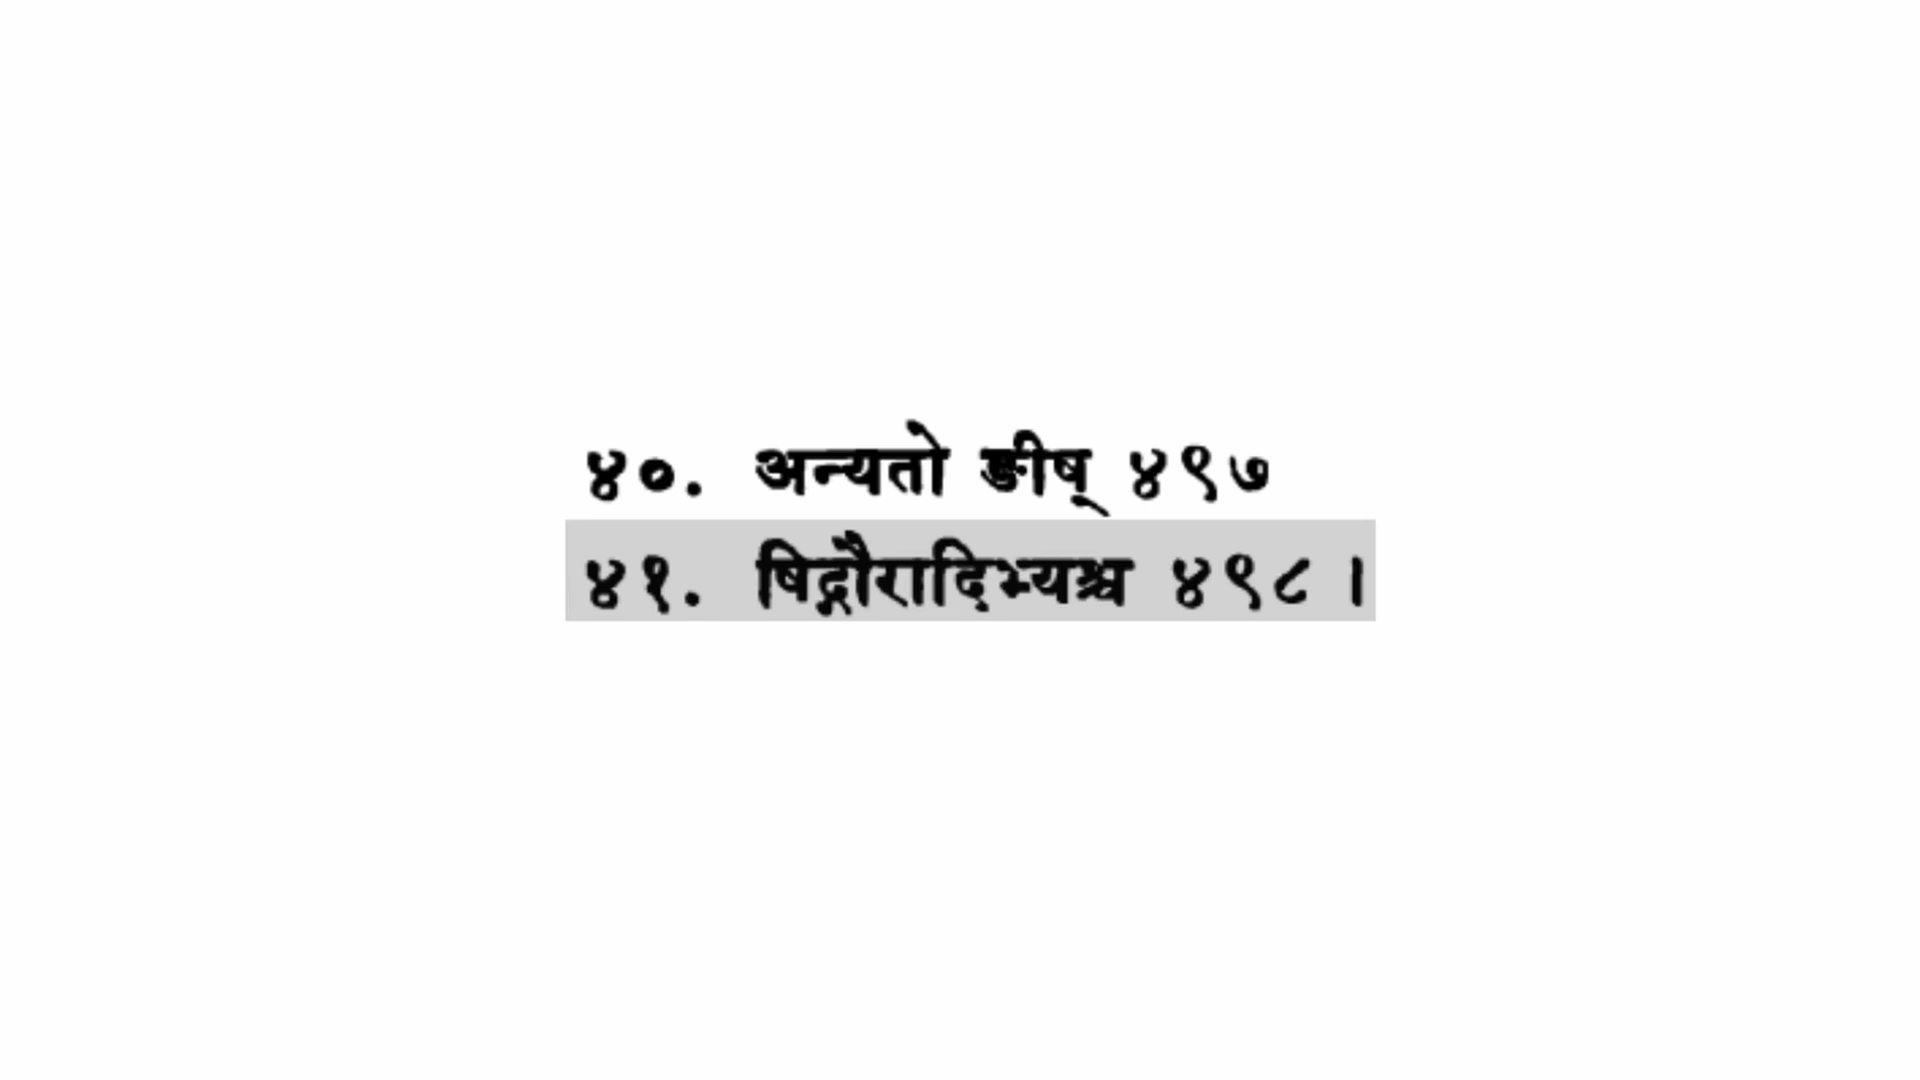 ४०. अन्यतो ङीष् ४९७
४१. षिद्गौरादिभ्यश्च ४९८ ।